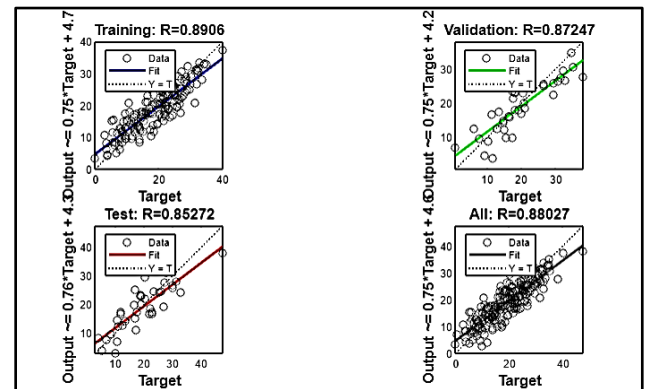 Training: R=0.8906
Output ~= 0.75*Target + 4.7
Data
Fit
Y = T
40
30
20
10
0
0
20
40
Target
Validation: R=0.87247
Output ~= 0.75*Target + 4.2
Data
Fit
Y = T
30
20
10
10
20
30
Target
Test: R=0.85272
Output ~= 0.76*Target + 4.3
Data
Fit
Y = T
40
30
20
10
10
20
30
40
Target
All: R=0.88027
Output ~= 0.75*Target + 4.6
Data
Fit
Y = T
40
30
20
10
0
0
20
40
Target